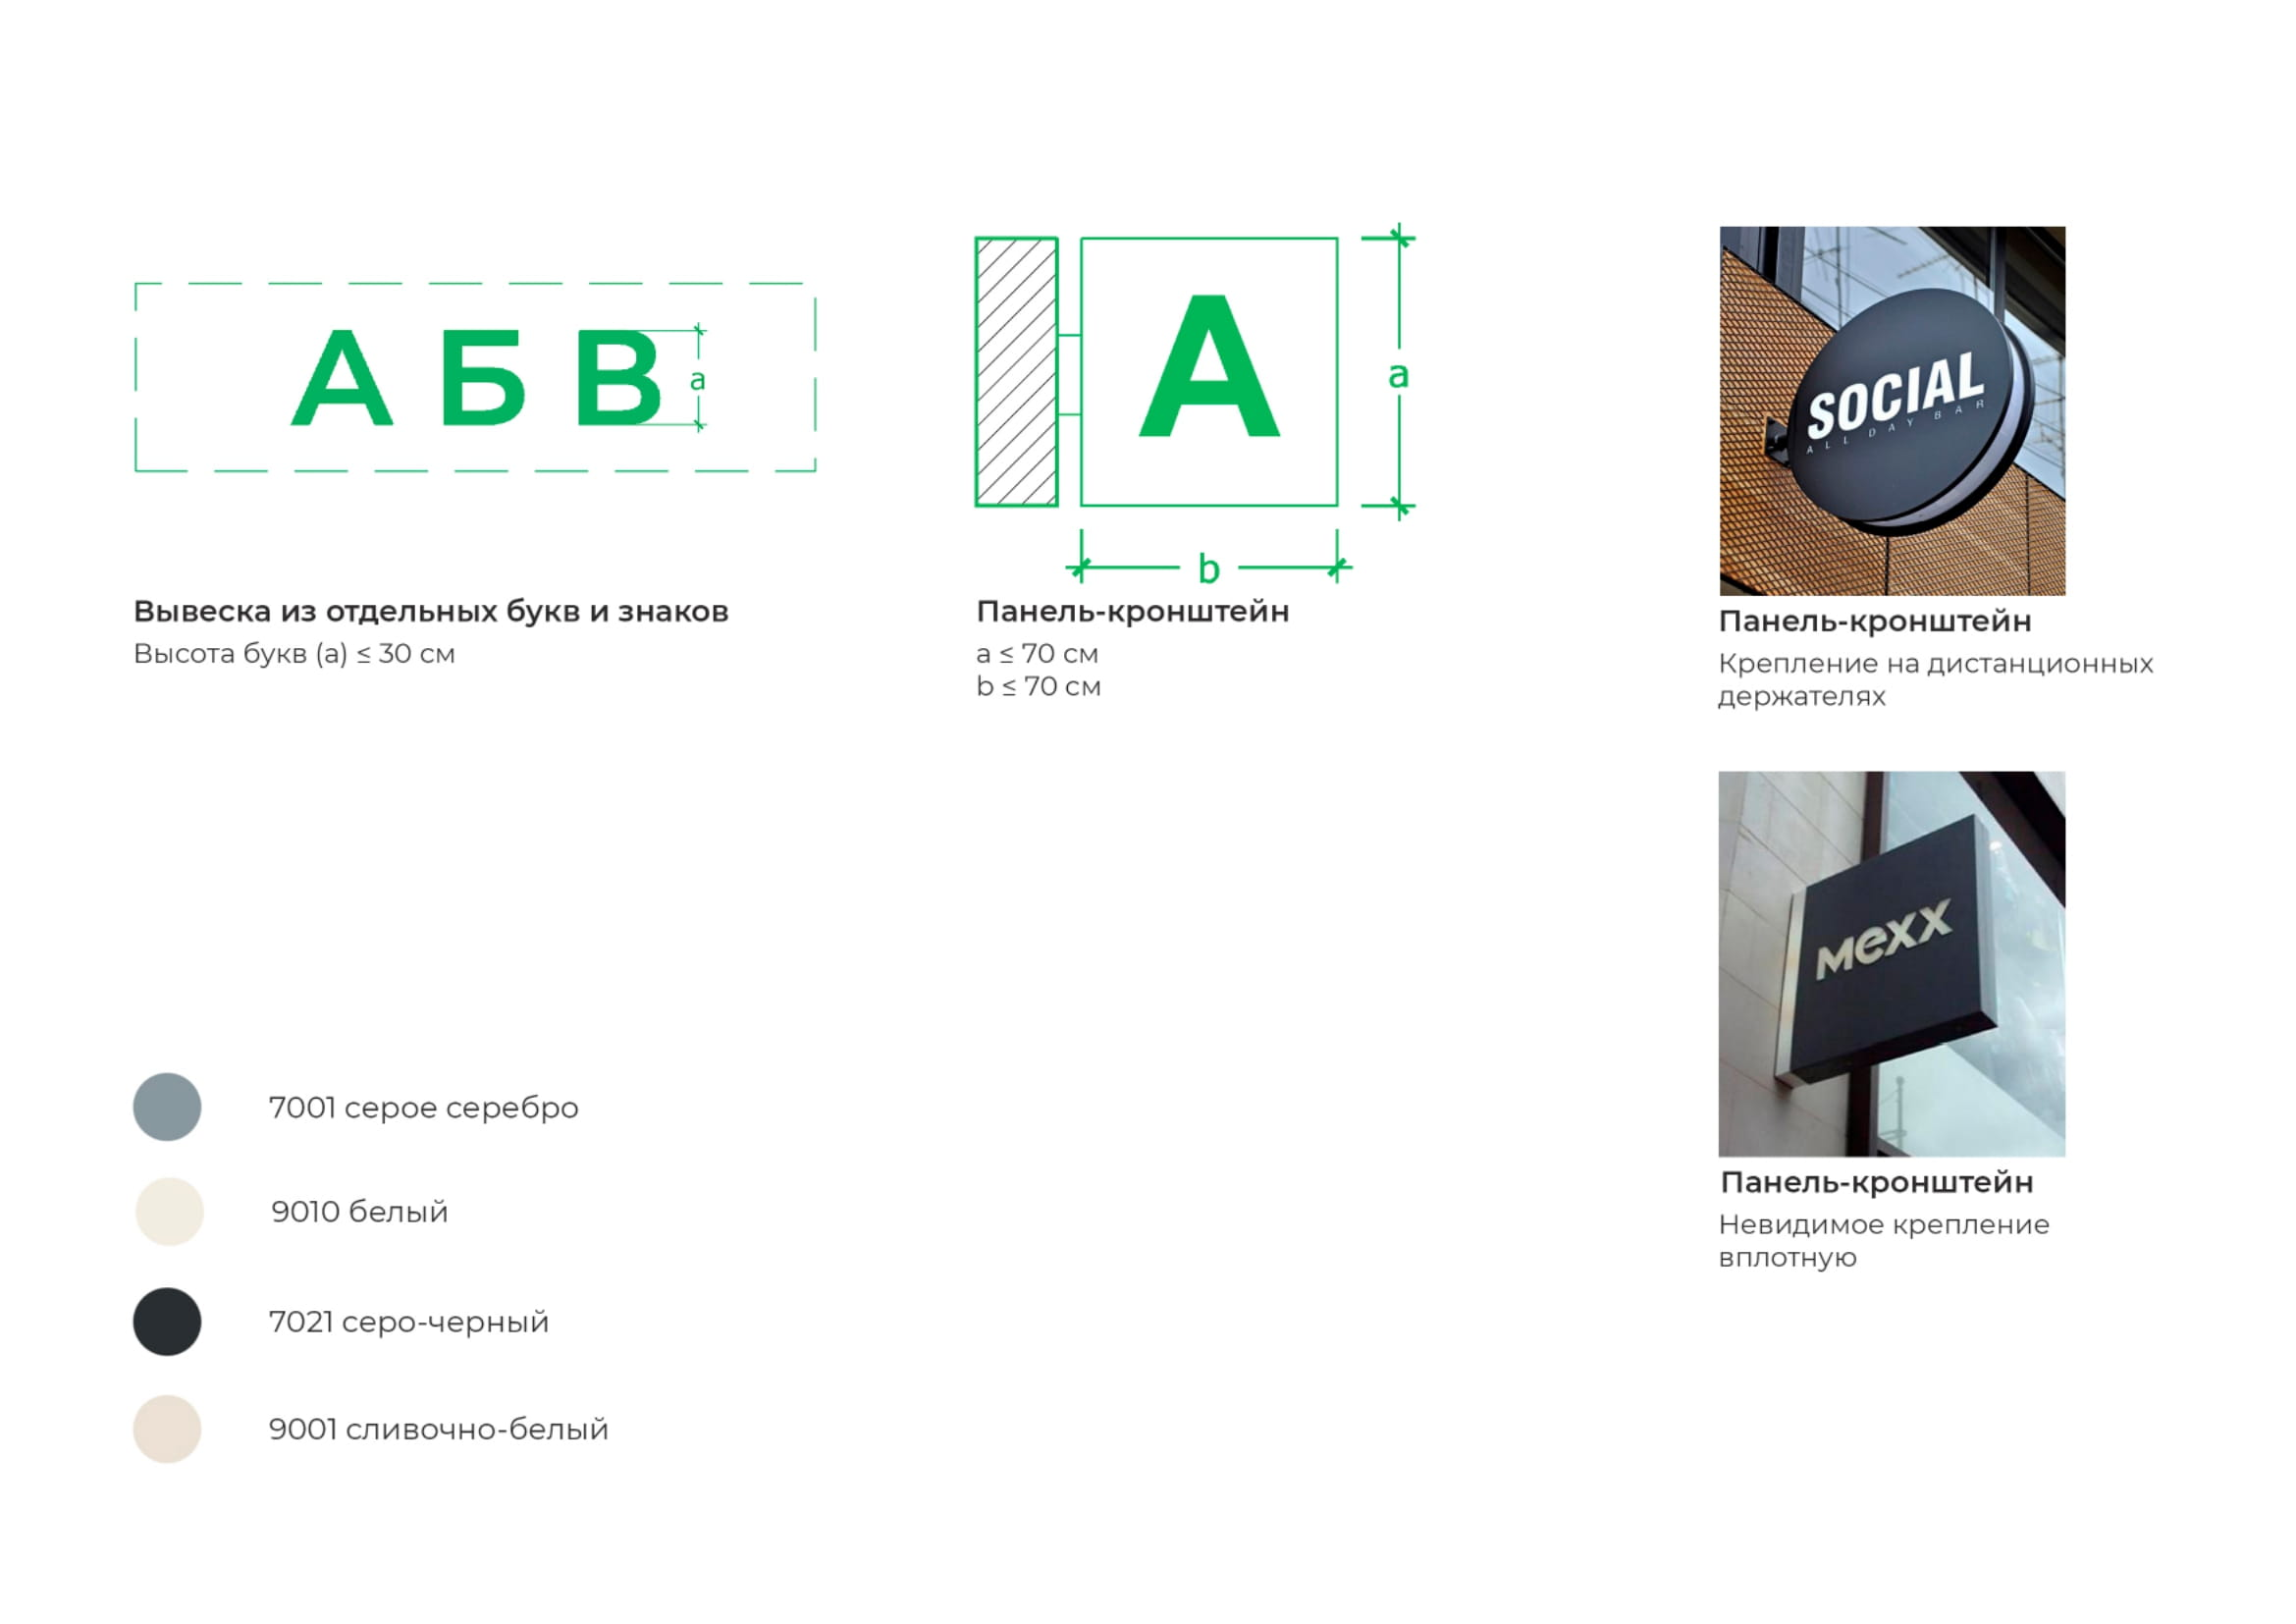 А Б В
a
Вывеска из отдельных букв и знаков
Высота букв (а) ≤ 30 см
А
a
b
Панель-кронштейн
a ≤ 70 см
b ≤ 70 см
SOCIAL
ALL DAY BAR
Панель-кронштейн
Крепление на дистанционных
держателях
мexx
Панель-кронштейн
Невидимое крепление
вплотную
7001 серое серебро
9010 белый
7021 серо-черный
9001 сливочно-белый